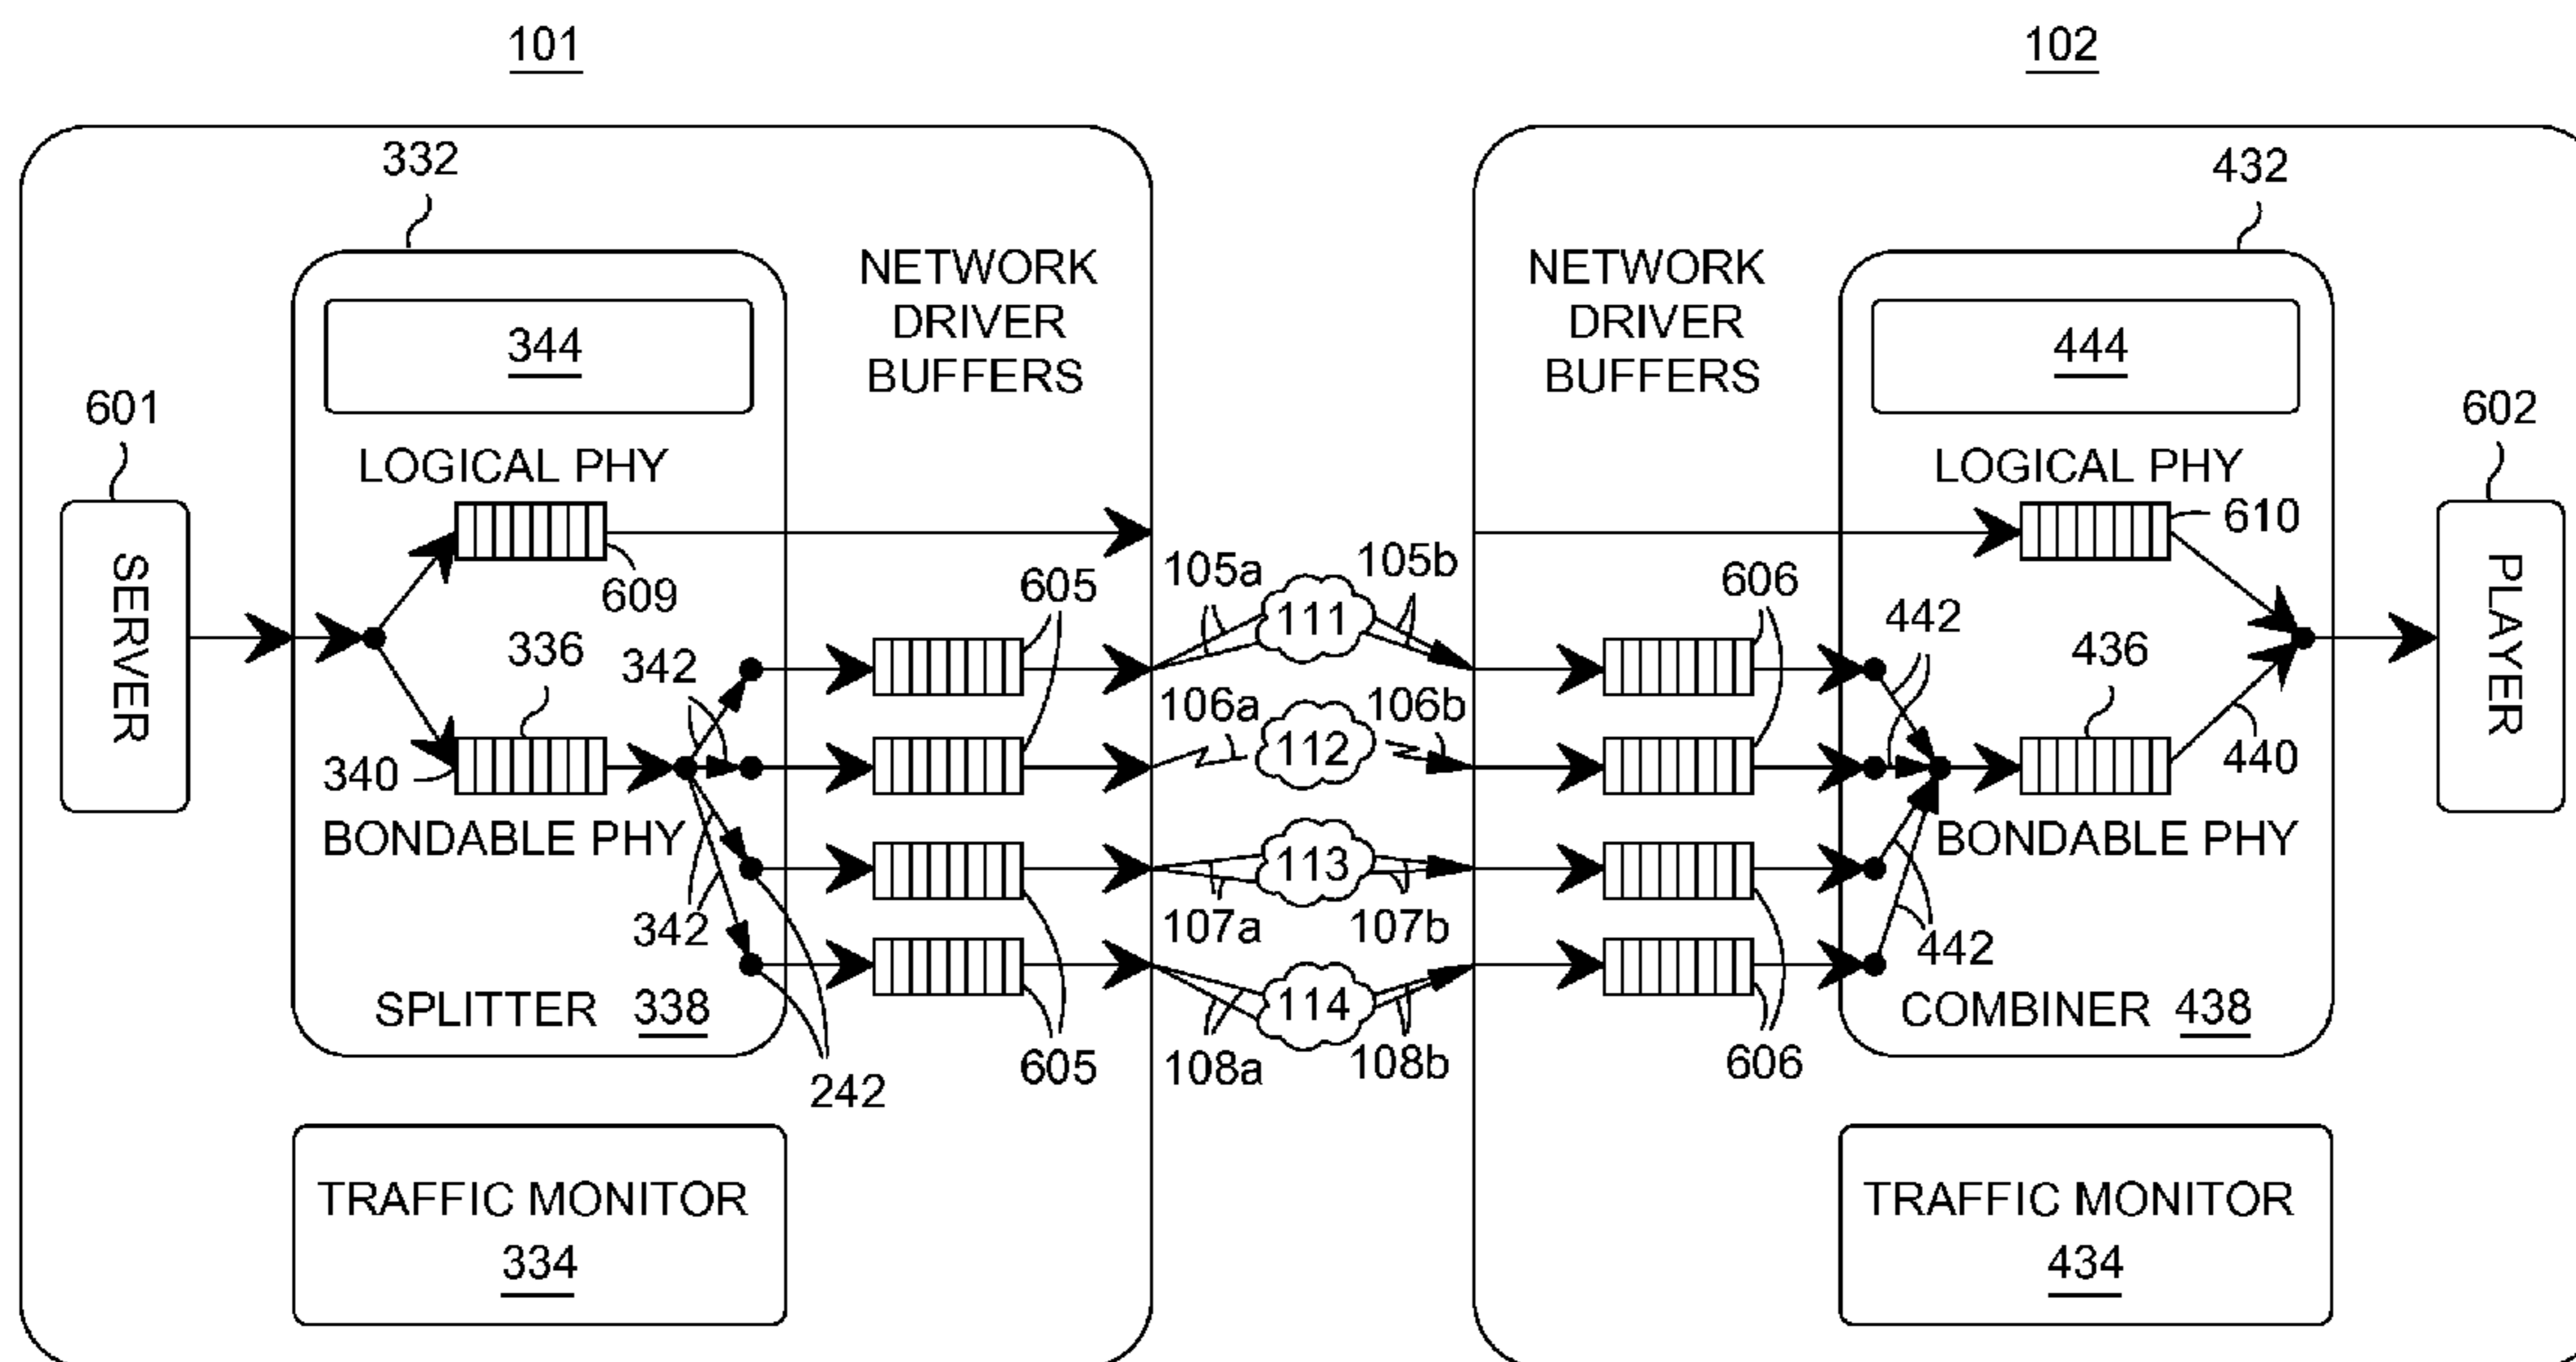 101
102
332
432
NETWORK
DRIVER
BUFFERS
NETWORK
DRIVER
BUFFERS
344
444
601
602
LOGICAL PHY
LOGICAL PHY
610
SERVER
PLAYER
609
605
105a
105b
111
606
442
336
342
436
106a
106b
112
340
440
BONDABLE PHY
BONDABLE PHY
113
342
107a
107b
442
SPLITTER 338
114
COMBINER 438
605
108a
108b
606
242
TRAFFIC MONITOR
334
TRAFFIC MONITOR
434